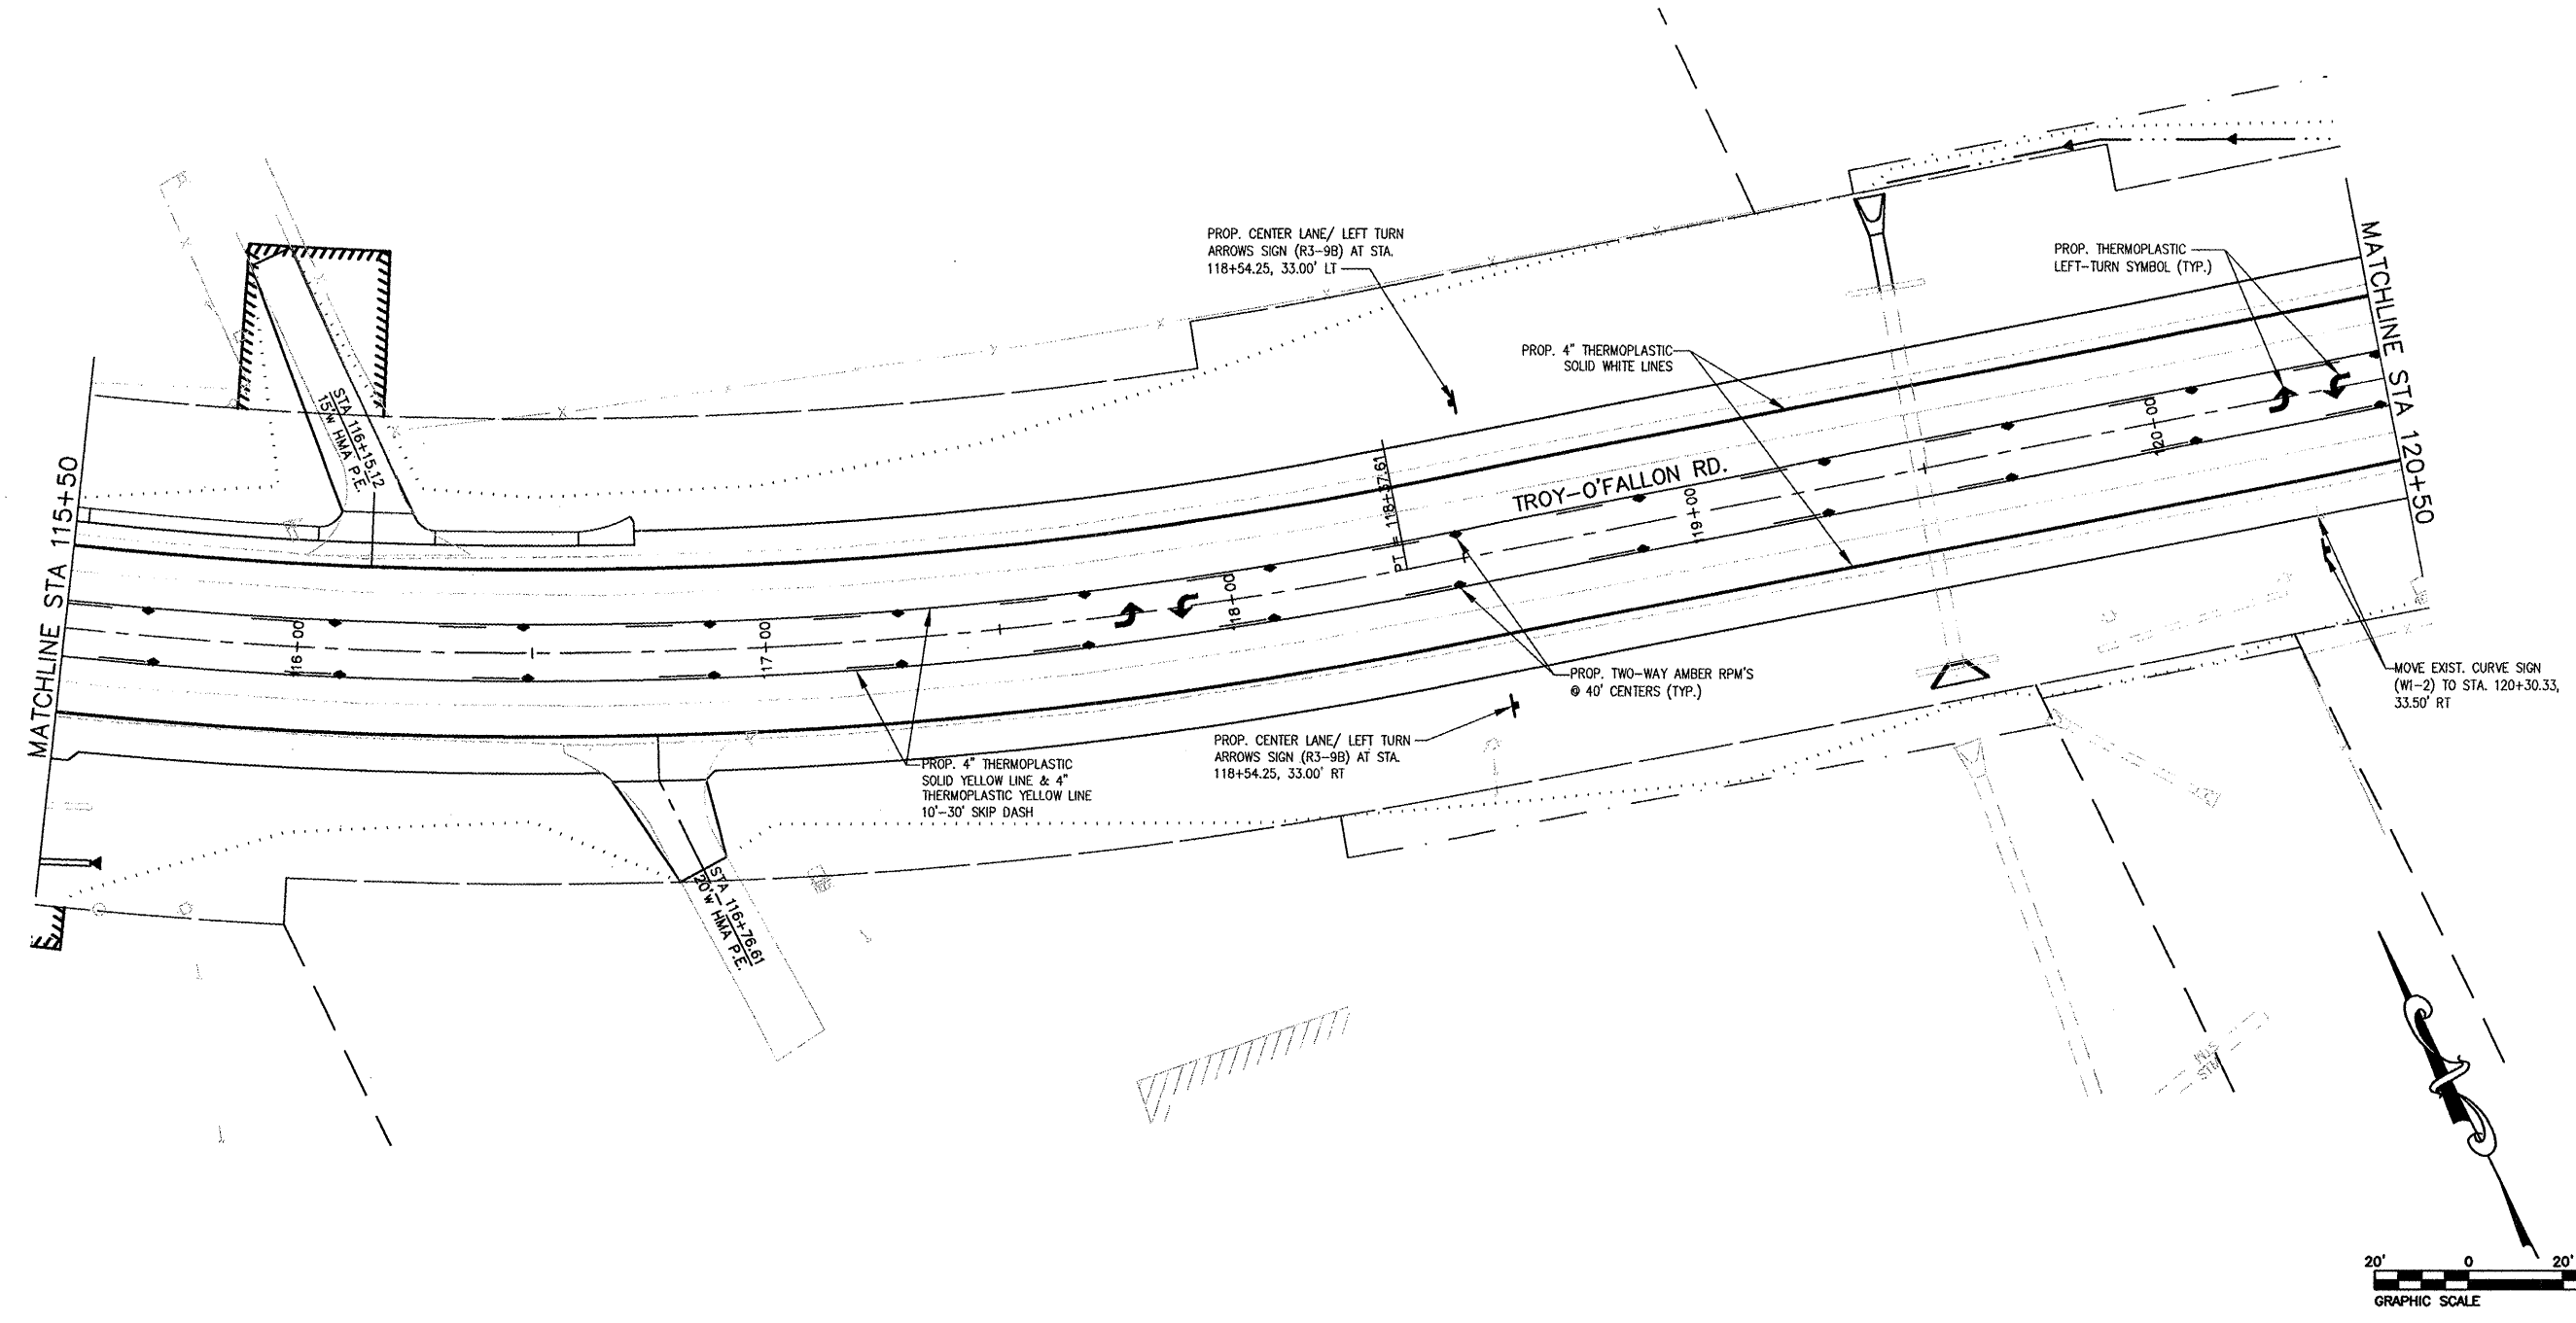 PROP. CENTER LANE/ LEFT TURN
ARROWS SIGN (R3-9B) AT STA.
118+54.25, 33.00' LT
PROP. THERMOPLASTIC
LEFT-TURN SYMBOL (TYP.)
MATCHLINE STA 120+50
PROP. 4" THERMOPLASTIC
SOLID WHITE LINES
STA 116+15.12
15'w HMA P.E.
MATCHLINE STA 115+50
TROY-O'FALLON RD.
PT = 118+37.61
116+00
117+00
118+00
119+00
120+00
PROP. TWO-WAY AMBER RPM'S
@ 40' CENTERS (TYP.)
MOVE EXIST. CURVE SIGN
(W1-2) TO STA. 120+30.33,
33.50' RT
PROP. CENTER LANE/ LEFT TURN
ARROWS SIGN (R3-9B) AT STA.
118+54.25, 33.00' RT
PROP. 4" THERMOPLASTIC
SOLID YELLOW LINE & 4"
THERMOPLASTIC YELLOW LINE
10'-30' SKIP DASH
STA 116+76.61
20'w HMA P.E.
20' 0 20'
GRAPHIC SCALE